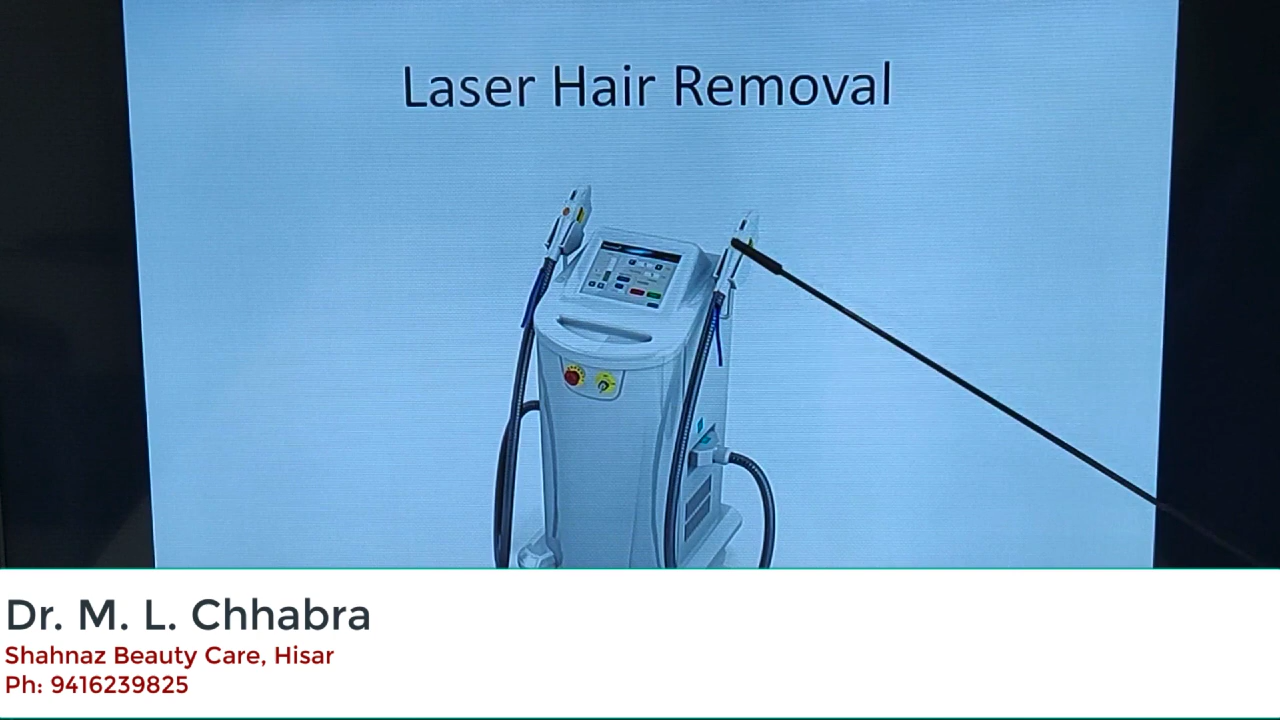 Laser Hair Removal
Dr. M. L. Chhabra
Shahnaz Beauty Care, Hisar
Ph: 9416239825